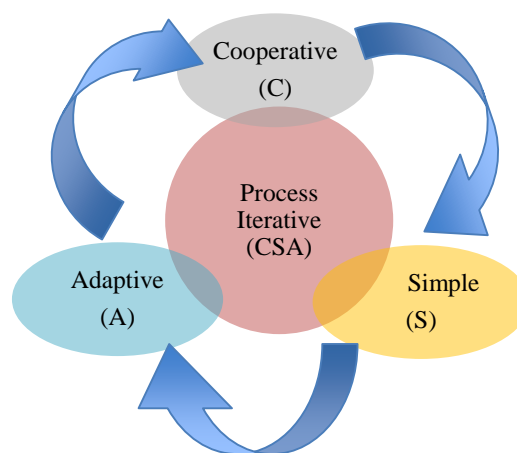 Cooperative
(C)
Process
Iterative
(CSA)
Adaptive
(A)
Simple
(S)